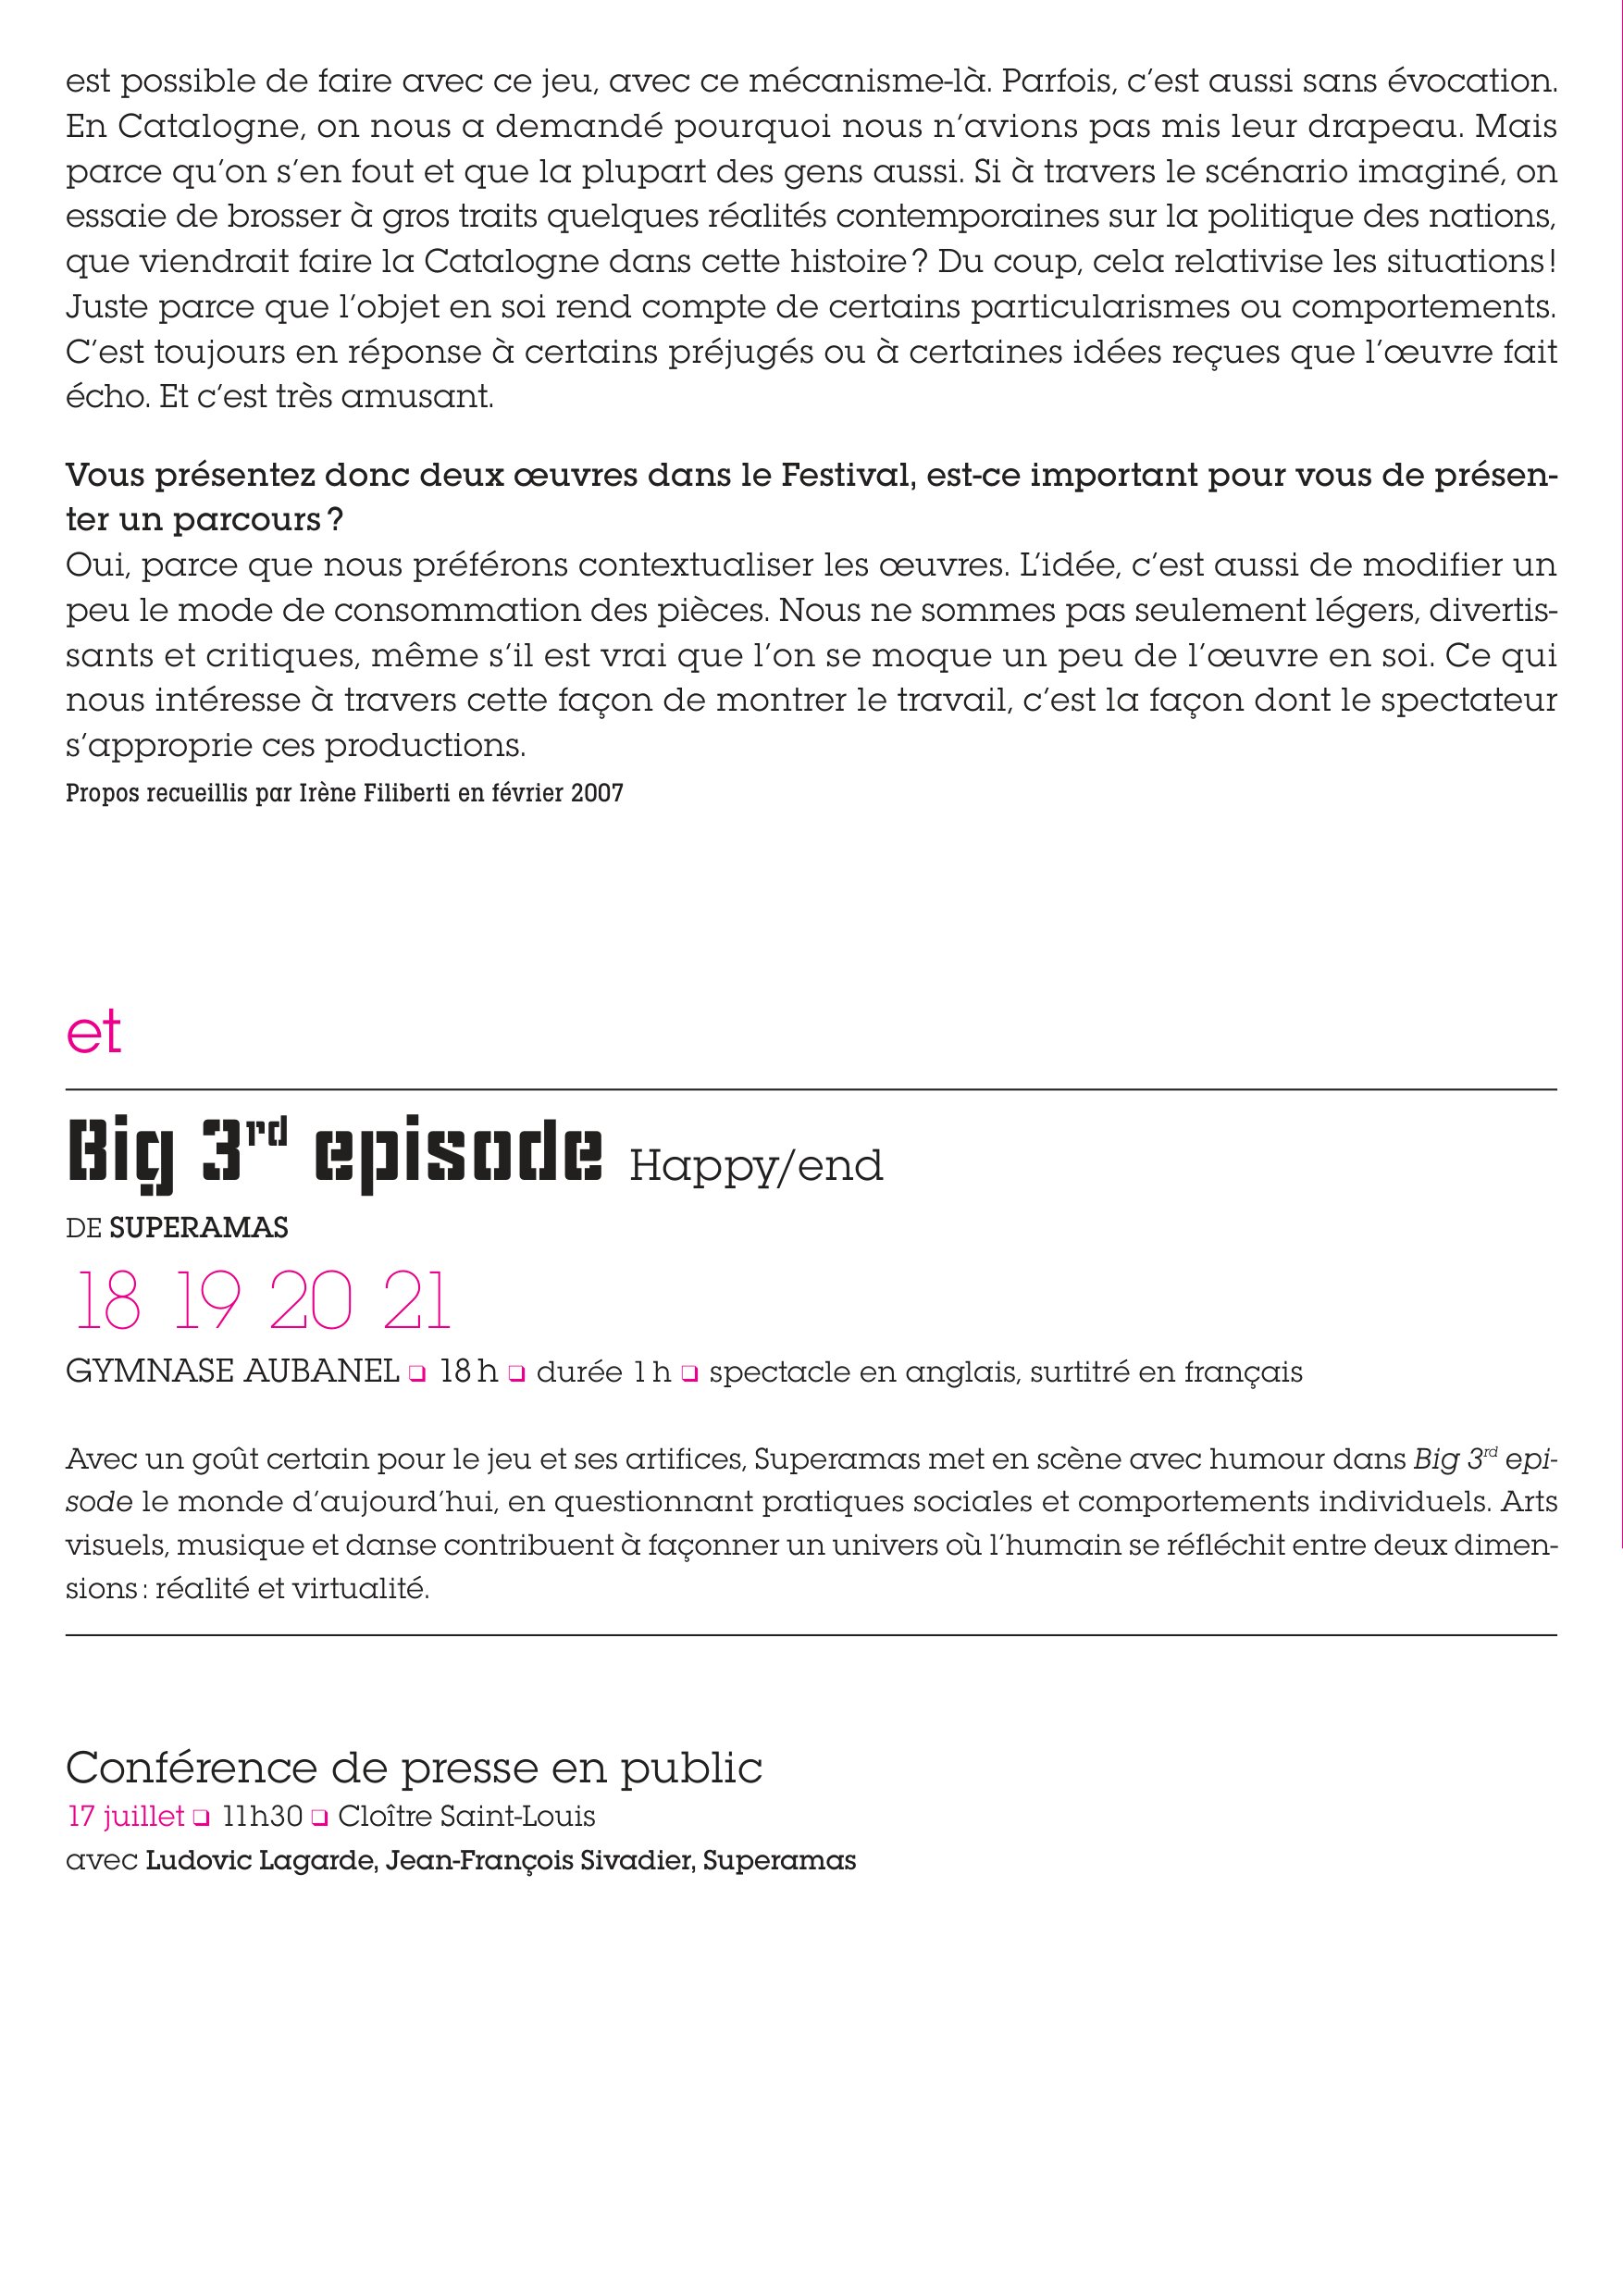 est possible de faire avec ce jeu, avec ce mécanisme-là. Parfois, c’est aussi sans évocation.
En Catalogne, on nous a demandé pourquoi nous n’avions pas mis leur drapeau. Mais
parce qu’on s’en fout et que la plupart des gens aussi. Si à travers le scénario imaginé, on
essaie de brosser à gros traits quelques réalités contemporaines sur la politique des nations,
que viendrait faire la Catalogne dans cette histoire ? Du coup, cela relativise les situations !
Juste parce que l’objet en soi rend compte de certains particularismes ou comportements.
C’est toujours en réponse à certains préjugés ou à certaines idées reçues que l’œuvre fait
écho. Et c’est très amusant.
Vous présentez donc deux œuvres dans le Festival, est-ce important pour vous de présen-
ter un parcours ?
Oui, parce que nous préférons contextualiser les œuvres. L’idée, c’est aussi de modifier un
peu le mode de consommation des pièces. Nous ne sommes pas seulement légers, divertis-
sants et critiques, même s’il est vrai que l’on se moque un peu de l’œuvre en soi. Ce qui
nous intéresse à travers cette façon de montrer le travail, c’est la façon dont le spectateur
s’approprie ces productions.
Propos recueillis par Irène Filiberti en février 2007
et
Big 3rd episode Happy/end
DE SUPERAMAS
18 19 20 21
GYMNASE AUBANEL ❑ 18 h ❑ durée 1 h ❑ spectacle en anglais, surtitré en français
Avec un goût certain pour le jeu et ses artifices, Superamas met en scène avec humour dans Big 3rd epi-
sode le monde d’aujourd’hui, en questionnant pratiques sociales et comportements individuels. Arts
visuels, musique et danse contribuent à façonner un univers où l’humain se réfléchit entre deux dimen-
sions : réalité et virtualité.
Conférence de presse en public
17 juillet ❑ 11h30 ❑ Cloître Saint-Louis
avec Ludovic Lagarde, Jean-François Sivadier, Superamas